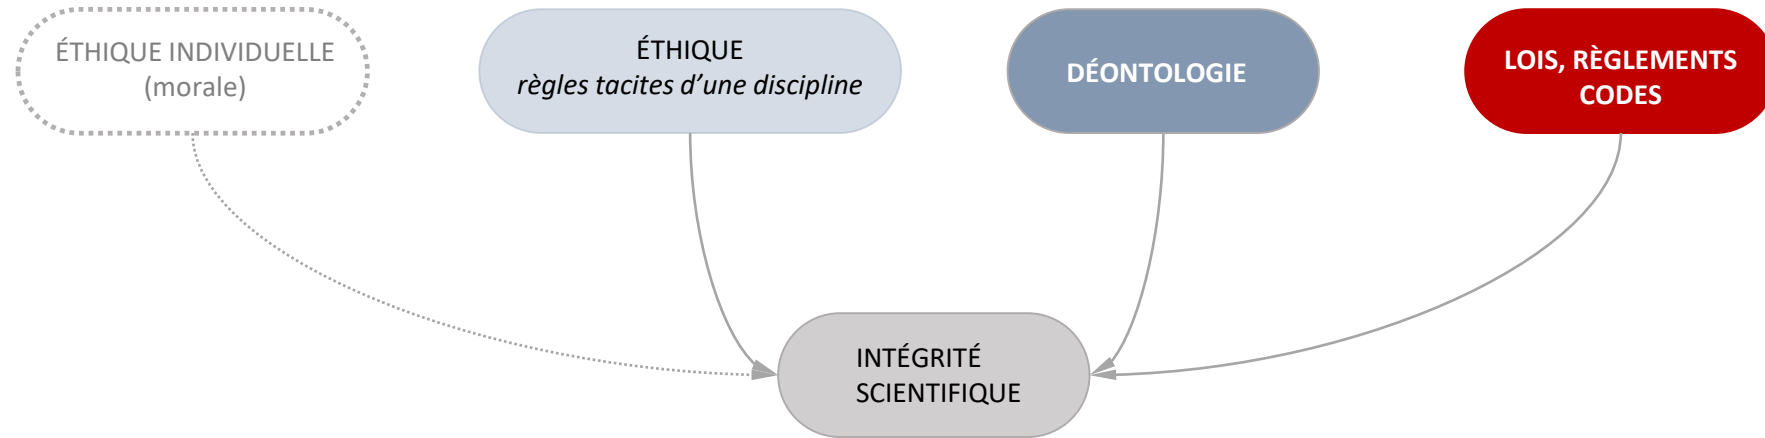 ÉTHIQUE INDIVIDUELLE
(morale)
ÉTHIQUE
règles tacites d’une discipline
DÉONTOLOGIE
LOIS, RÈGLEMENTS
CODES
INTÉGRITÉ
SCIENTIFIQUE